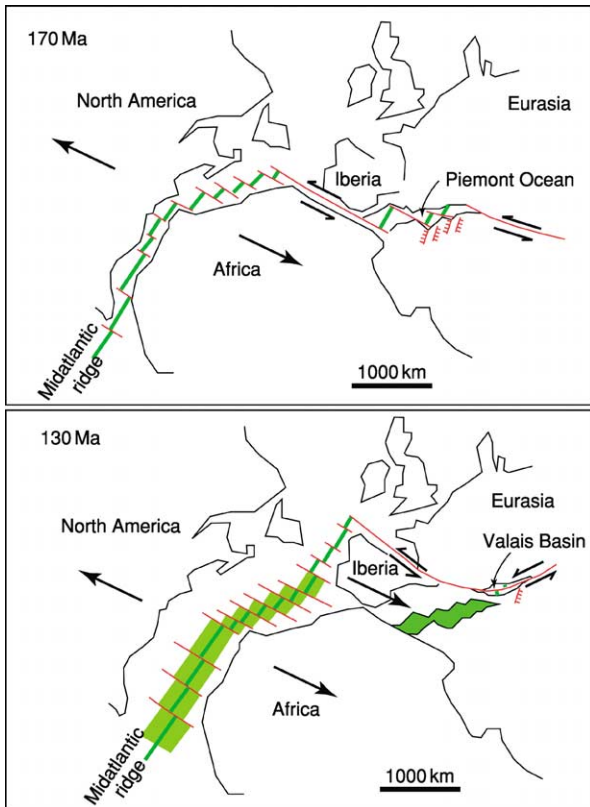 170 Ma
North America
Eurasia
Iberia
Piemont Ocean
Africa
Midatlantic
ridge
1000 km
130 Ma
North America
Eurasia
Valais Basin
Iberia
Africa
Midatlantic
ridge
1000 km